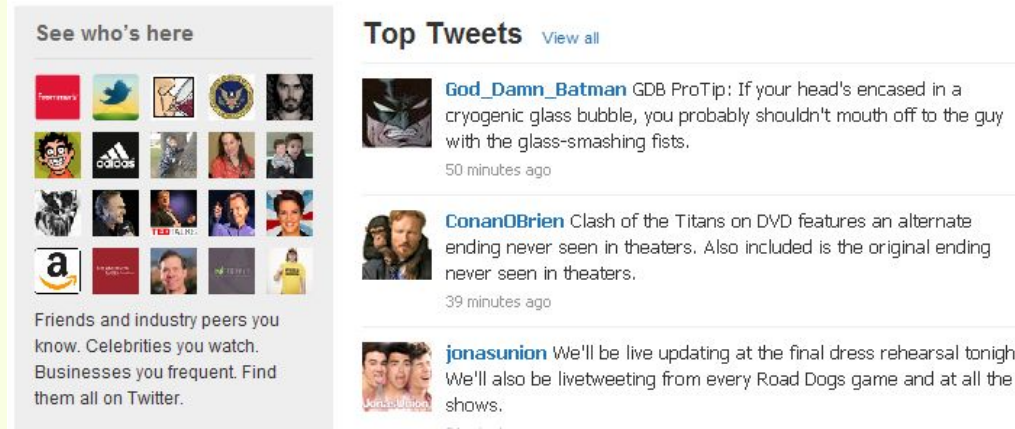 See who's here
Frommer's
adidas
TED TALKS
a
Friends and industry peers you
know. Celebrities you watch.
Businesses you frequent. Find
them all on Twitter.
Top Tweets View all
God_Damn_Batman GDB ProTip: If your head's encased in a
cryogenic glass bubble, you probably shouldn't mouth off to the guy
with the glass-smashing fists.
50 minutes ago
ConanOBrien Clash of the Titans on DVD features an alternate
ending never seen in theaters. Also included is the original ending
never seen in theaters.
39 minutes ago
jonasunion We'll be live updating at the final dress rehearsal tonigh
We'll also be livetweeting from every Road Dogs game and at all the
shows.
JonasUnion